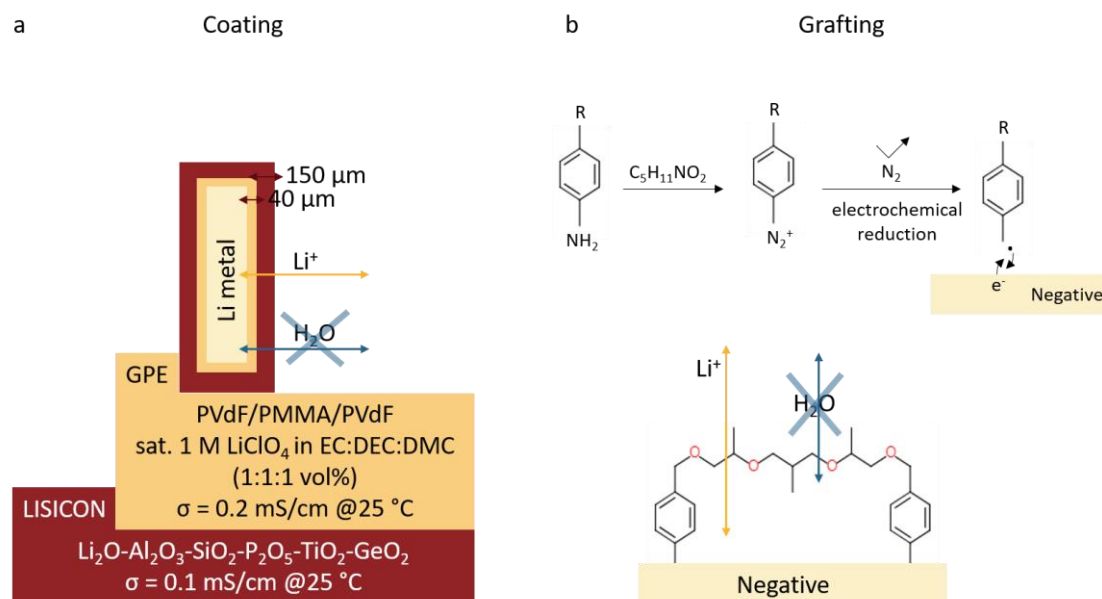 a
Coating
150 µm
40 µm
Li metal
Li⁺
H₂O
GPE
PVdF/PMMA/PVdF
sat. 1 M LiClO₄ in EC:DEC:DMC
(1:1:1 vol%)
σ = 0.2 mS/cm @25 °C
LISICON
Li₂O-Al₂O₃-SiO₂-P₂O₅-TiO₂-GeO₂
σ = 0.1 mS/cm @25 °C
b
Grafting
R
NH₂
C₅H₁₁NO₂
R
N₂⁺
N₂
electrochemical
reduction
R
e⁻
Negative
Li⁺
H₂O
O
O
O
O
Negative